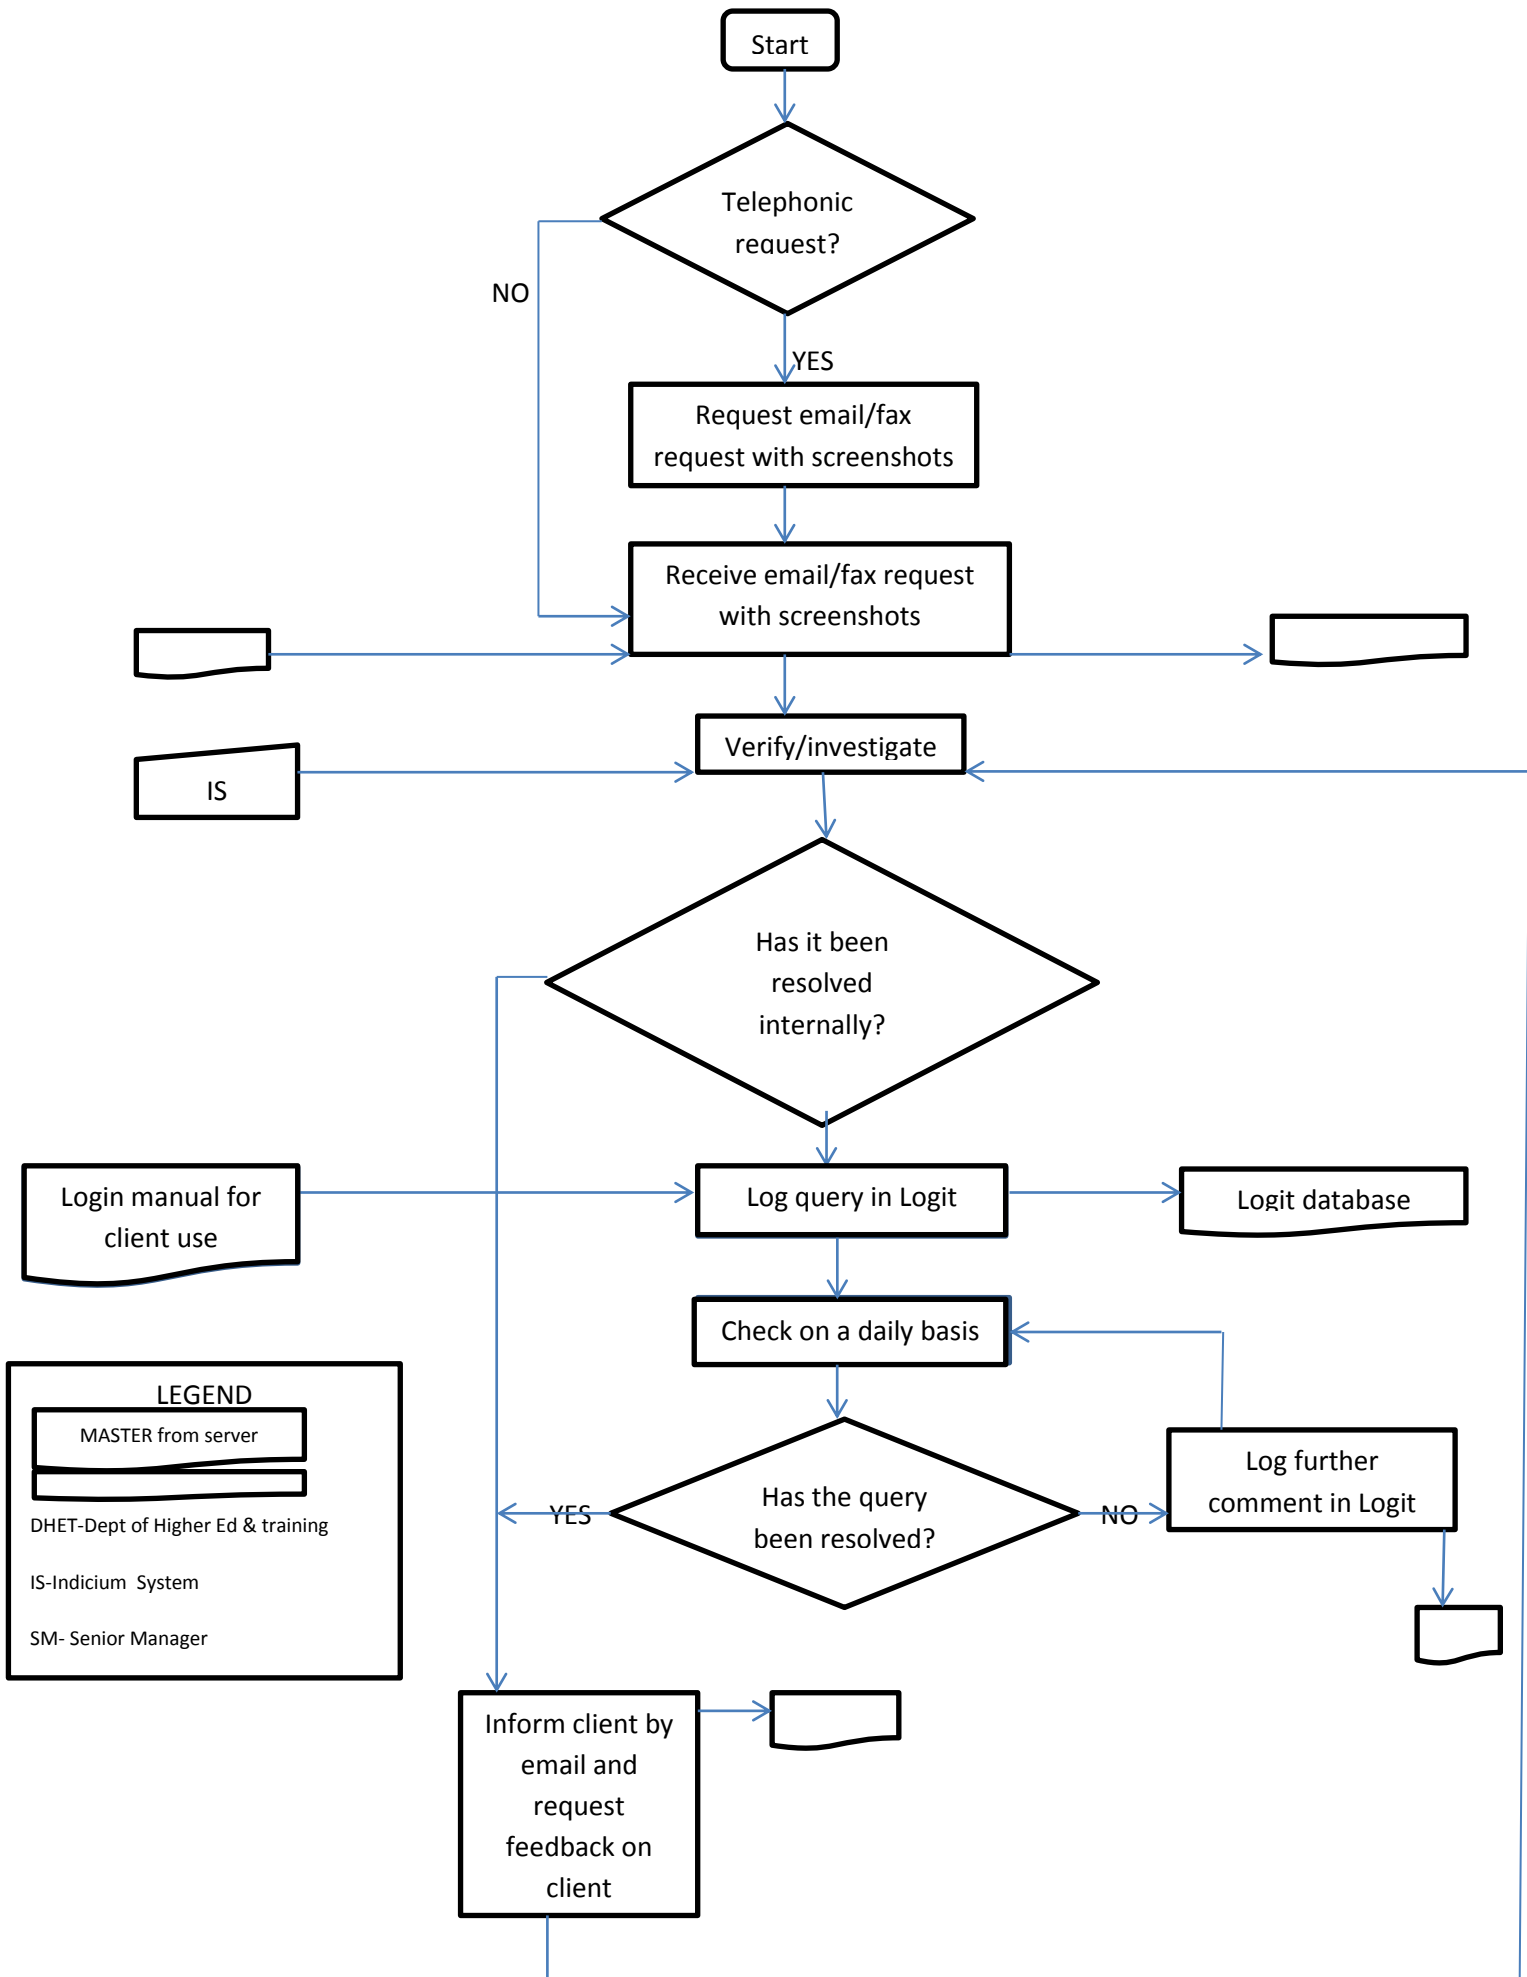 Start
Telephonic
request?
NO
YES
Request email/fax
request with screenshots
Receive email/fax request
with screenshots
Verify/investigate
IS
Has it been
resolved
internally?
Login manual for
client use
Log query in Logit
Logit database
Check on a daily basis
LEGEND
MASTER from server
DHET-Dept of Higher Ed & training
IS-Indicium System
SM- Senior Manager
YES
Has the query
been resolved?
NO
Log further
comment in Logit
Inform client by
email and
request
feedback on
client